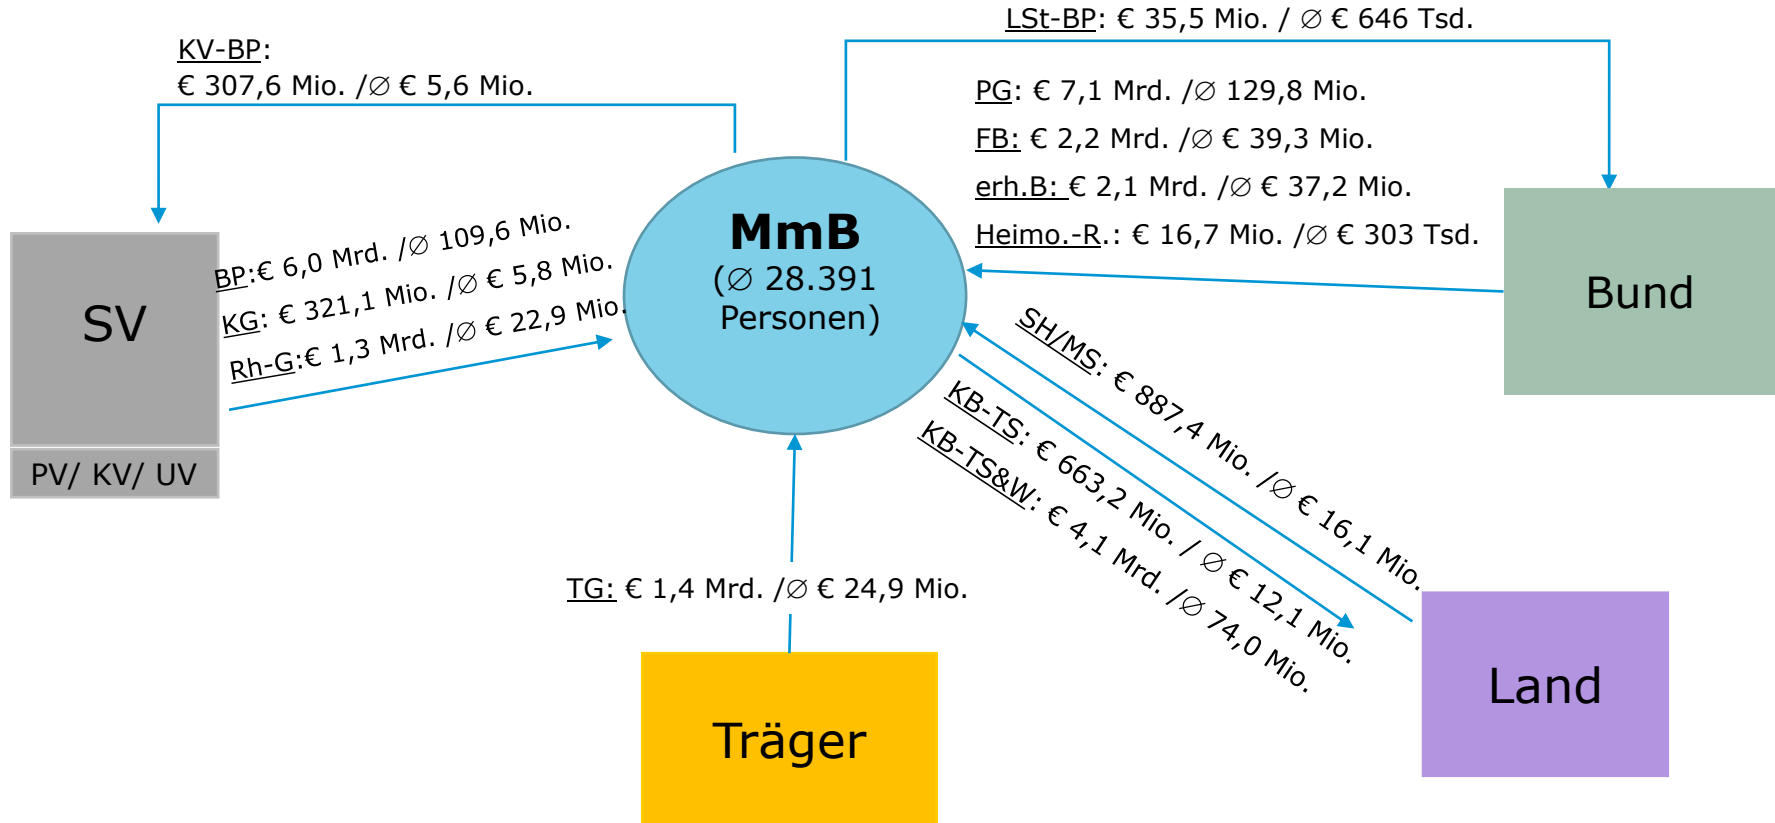 LSt-BP: € 35,5 Mio. / ∅ € 646 Tsd.
KV-BP:
€ 307,6 Mio. /∅ € 5,6 Mio.
PG: € 7,1 Mrd. /∅ 129,8 Mio.
FB: € 2,2 Mrd. /∅ € 39,3 Mio.
erh.B: € 2,1 Mrd. /∅ € 37,2 Mio.
Heimo.-R.: € 16,7 Mio. /∅ € 303 Tsd.
MmB
(∅ 28.391
Personen)
BP:€ 6,0 Mrd. /∅ 109,6 Mio.
KG: € 321,1 Mio. /∅ € 5,8 Mio.
Rh-G:€ 1,3 Mrd. /∅ € 22,9 Mio.
SV
PV/ KV/ UV
Bund
SH/MS: € 887,4 Mio. /∅ € 16,1 Mio.
KB-TS: € 663,2 Mio. / ∅ € 12,1 Mio.
KB-TS&W: € 4,1 Mrd. /∅ 74,0 Mio.
TG: € 1,4 Mrd. /∅ € 24,9 Mio.
Land
Träger